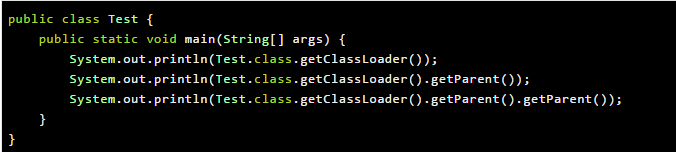 public class Test {
    public static void main(String[] args) {
        System.out.println(Test.class.getClassLoader());
        System.out.println(Test.class.getClassLoader().getParent());
        System.out.println(Test.class.getClassLoader().getParent().getParent());
    }
}